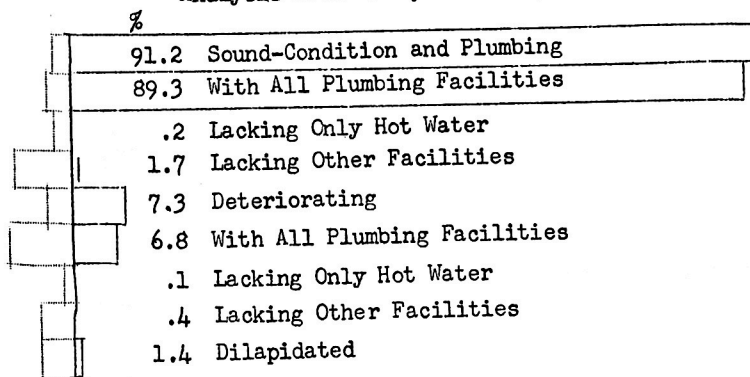 %
91.2 Sound-Condition and Plumbing
89.3 With All Plumbing Facilities
.2 Lacking Only Hot Water
1.7 Lacking Other Facilities
7.3 Deteriorating
6.8 With All Plumbing Facilities
.1 Lacking Only Hot Water
.4 Lacking Other Facilities
1.4 Dilapidated